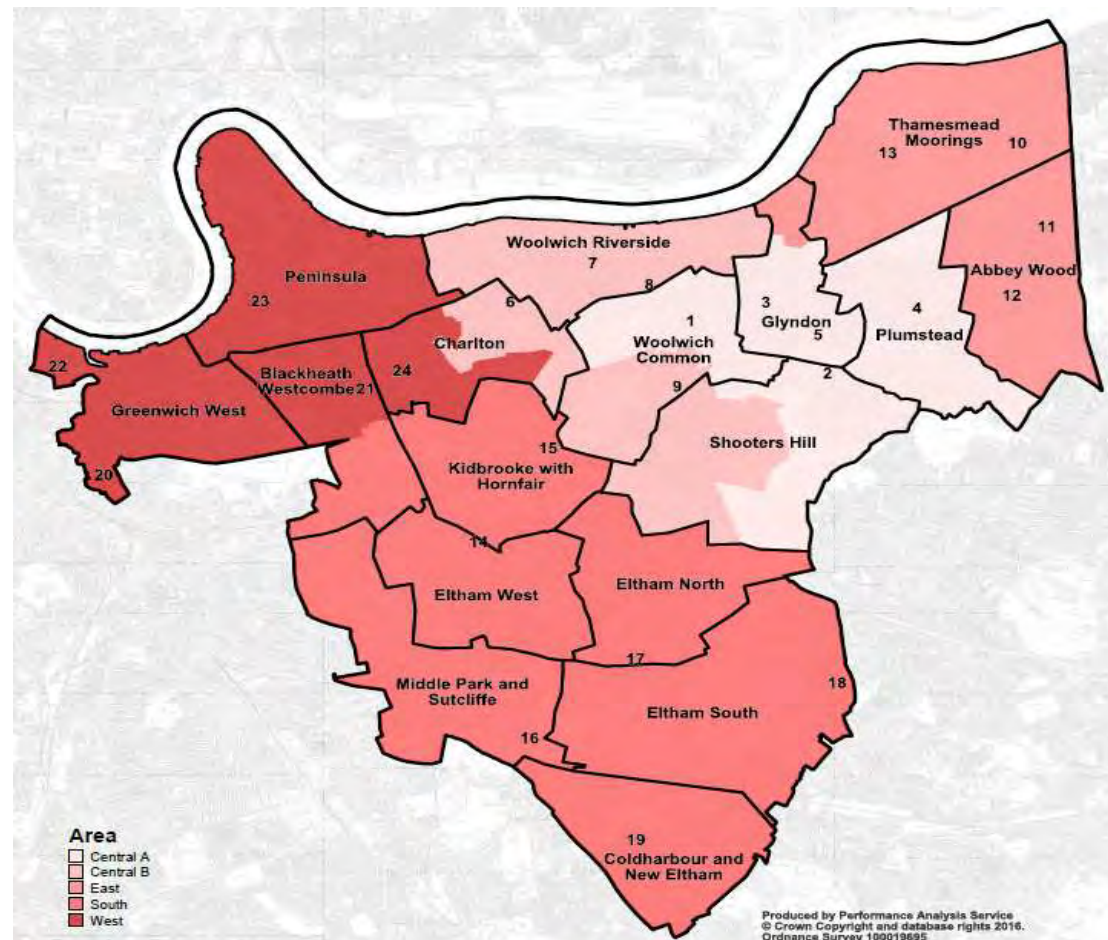 Thamesmead
Moorings
10
13
11
Woolwich Riverside
7
Abbey Wood
12
Peninsula
23
8
6
3
4
1
Glyndon
5
Plumstead
Charlton
Woolwich
Common
22
24
Blackheath
Westcombe21
2
9
Greenwich West
Shooters Hill
15
Kidbrooke with
Hornfair
20
14
Eltham North
Eltham West
17
18
Middle Park and
Sutcliffe
Eltham South
16
19
Coldharbour and
New Eltham
Area
Central A
Central B
East
South
West
Produced by Performance Analysis Service
© Crown Copyright and database rights 2016.
Ordnance Survey 100019695